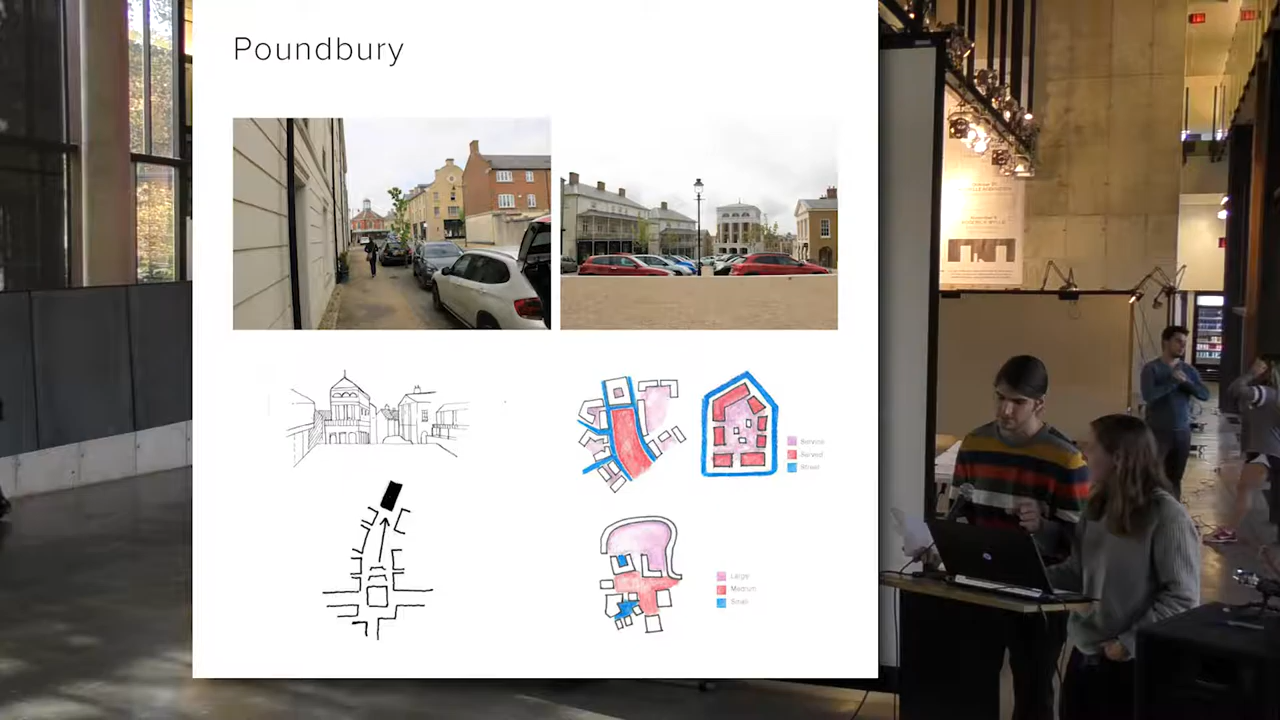 Poundbury
Service
Served
Street
Large
Medium
Small